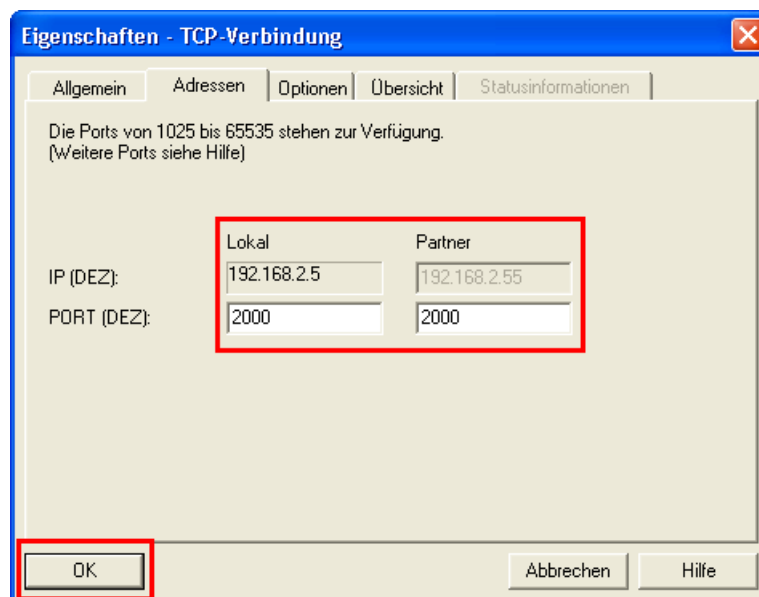 Eigenschaften - TCP-Verbindung
Allgemein Adressen Optionen Übersicht Statusinformationen
Die Ports von 1025 bis 65535 stehen zur Verfügung.
(Weitere Ports siehe Hilfe)
Lokal Partner
IP (DEZ): 192.168.2.5 192.168.2.55
PORT (DEZ): 2000 2000
OK Abbrechen Hilfe